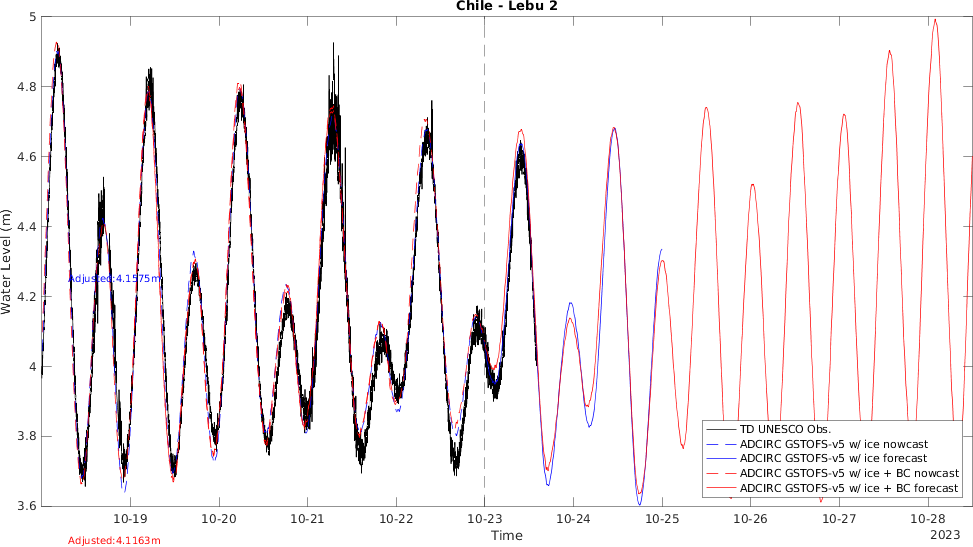 Chile - Lebu 2
5
4.8
4.6
4.4
4.2
4
3.8
3.6
Water Level (m)
Adjusted:4.1575m
TD UNESCO Obs.
ADCIRC GSTOFS-v5 w/ ice nowcast
ADCIRC GSTOFS-v5 w/ ice forecast
ADCIRC GSTOFS-v5 w/ ice + BC nowcast
ADCIRC GSTOFS-v5 w/ ice + BC forecast
10-19 10-20 10-21 10-22 10-23 10-24 10-25 10-26 10-27 10-28
2023
Time
Adjusted:4.1163m